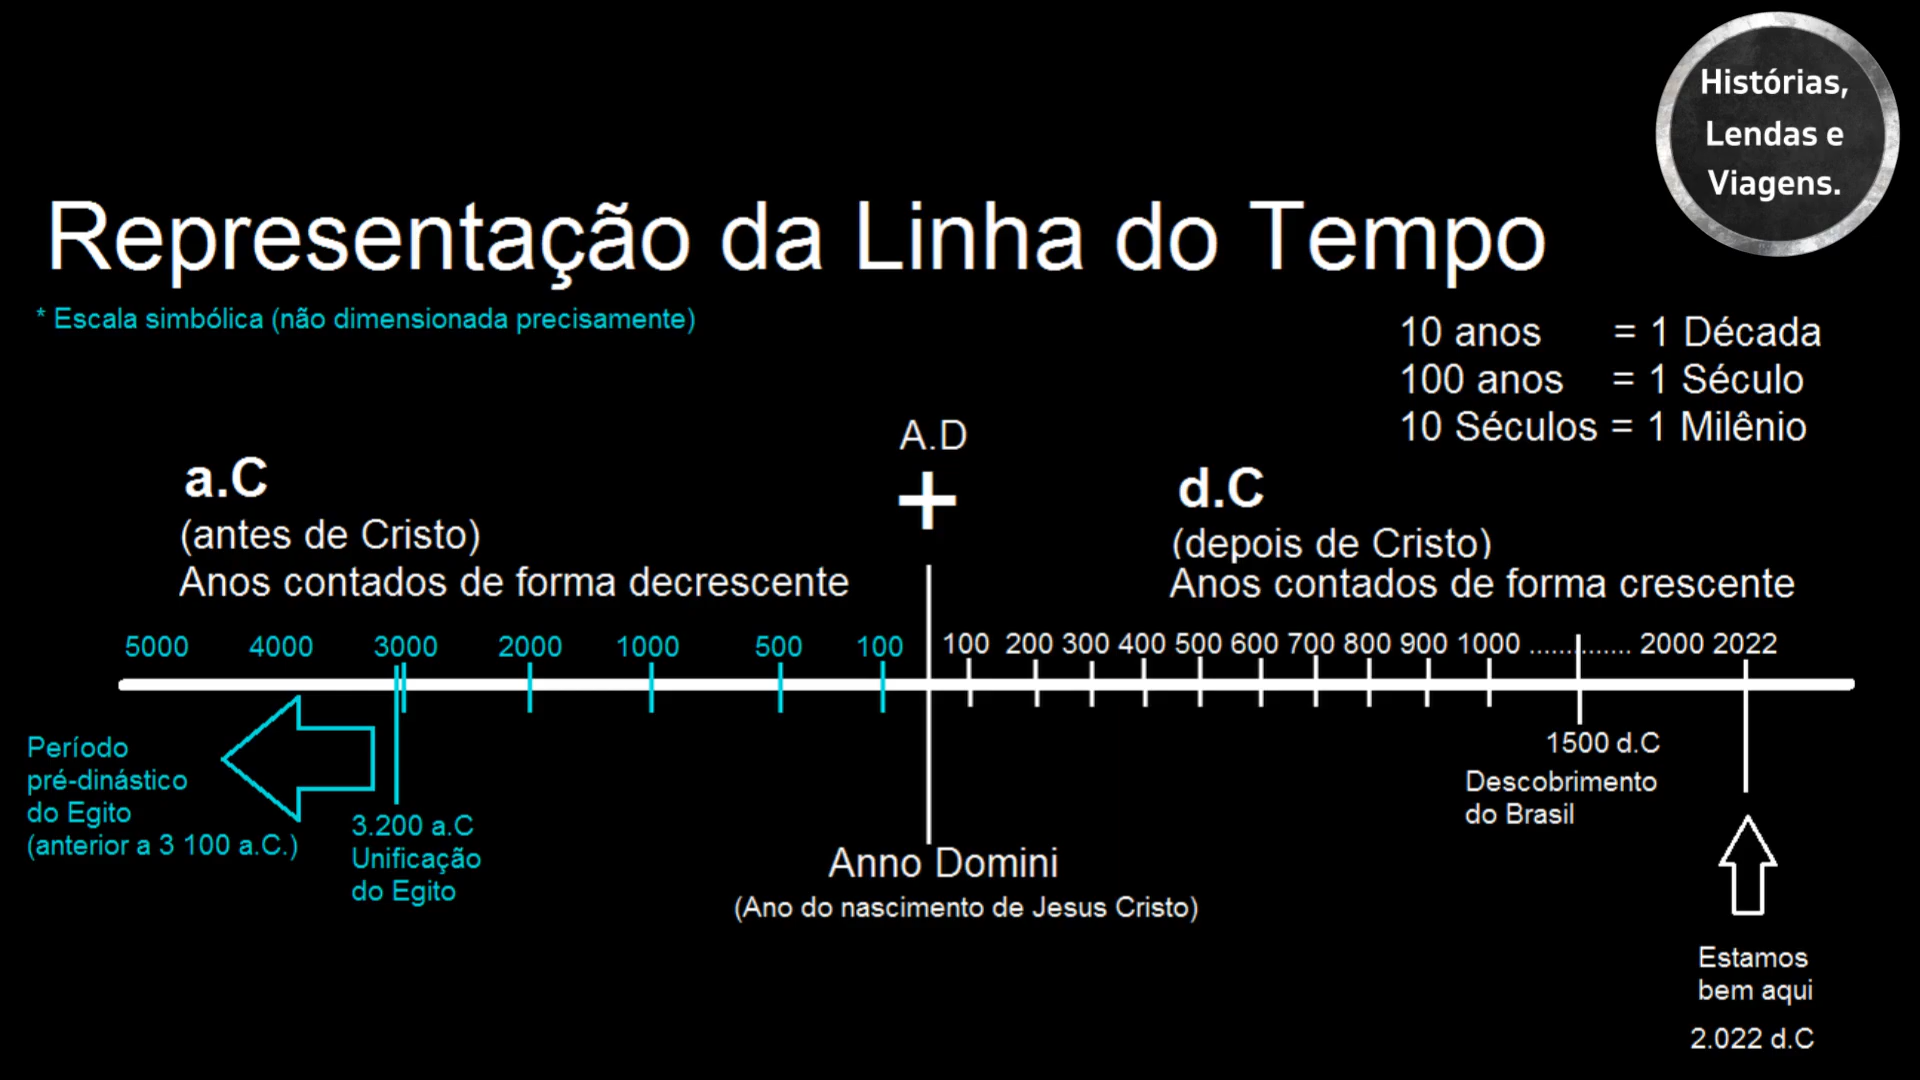 Histórias,
Lendas e
Viagens.
Representação da Linha do Tempo
* Escala simbólica (não dimensionada precisamente)
10 anos = 1 Década
100 anos = 1 Século
10 Séculos = 1 Milênio
A.D
a.C
(antes de Cristo)
Anos contados de forma decrescente
d.C
(depois de Cristo)
Anos contados de forma crescente
5000 4000 3000 2000 1000 500 100 100 200 300 400 500 600 700 800 900 1000 .............. 2000 2022
Período
pré-dinástico
do Egito
(anterior a 3 100 a.C.)
3.200 a.C
Unificação
do Egito
Anno Domini
(Ano do nascimento de Jesus Cristo)
1500 d.C
Descobrimento
do Brasil
Estamos
bem aqui
2.022 d.C